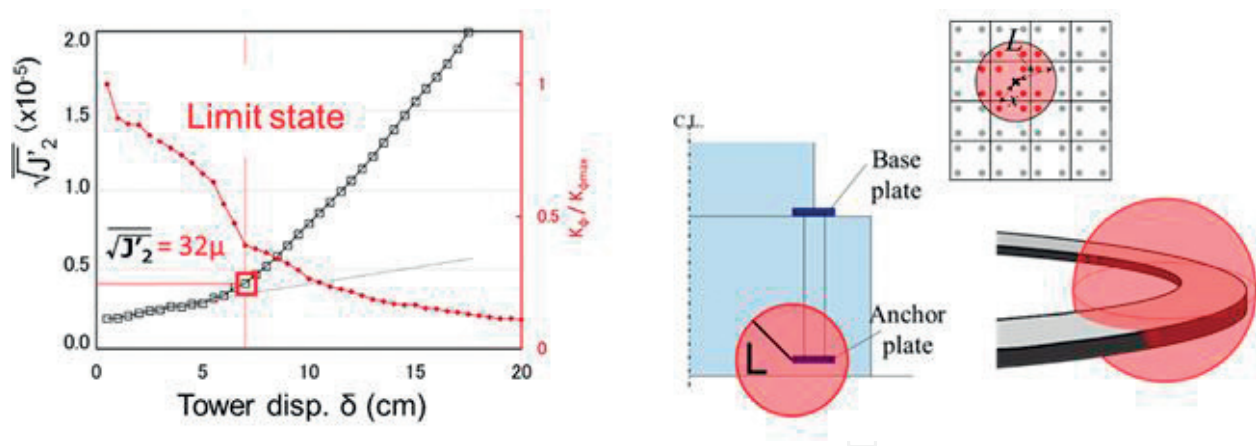 2.0
1.5
1.0
0.5
0.0
√J'₂ (x10⁻⁵)
Limit state
√J'₂ = 32μ
1
0.5
0
Kϕ / Kϕmax
0 5 10 15 20
Tower disp. δ (cm)
C.L.
Base
plate
Anchor
plate
L
L
x